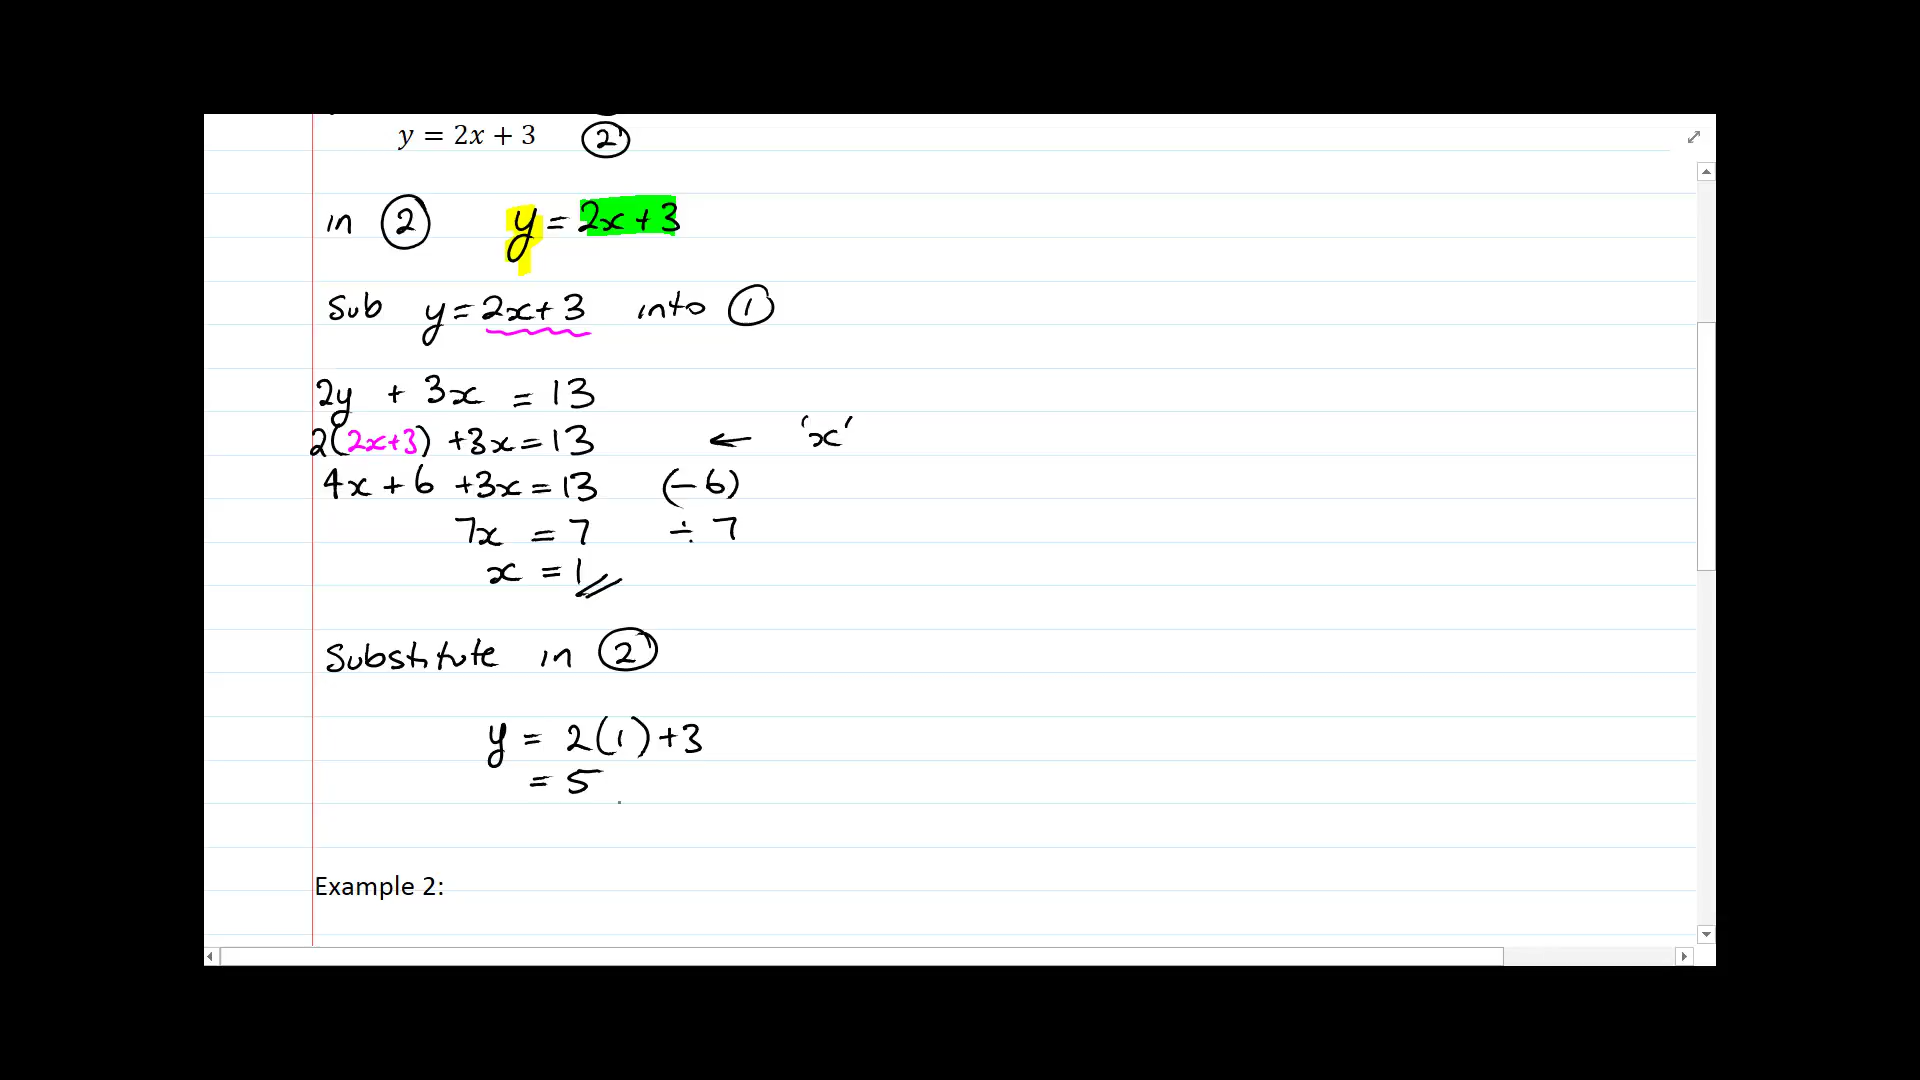 y = 2x + 3 ②
in ② y = 2x + 3
Sub y = 2x + 3 into ①
2y + 3x = 13
2(2x+3) + 3x = 13 ← 'x'
4x + 6 + 3x = 13 (− 6)
7x = 7 ÷ 7
x = 1
Substitute in ②
y = 2(1) + 3
= 5
Example 2: